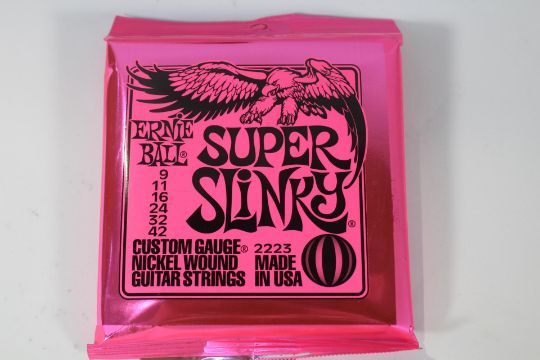 ERNIE
BALL®
SUPER
SLINKY®
9
11
16
24
32
42
CUSTOM GAUGE® 2223
NICKEL WOUND MADE
GUITAR STRINGS IN USA